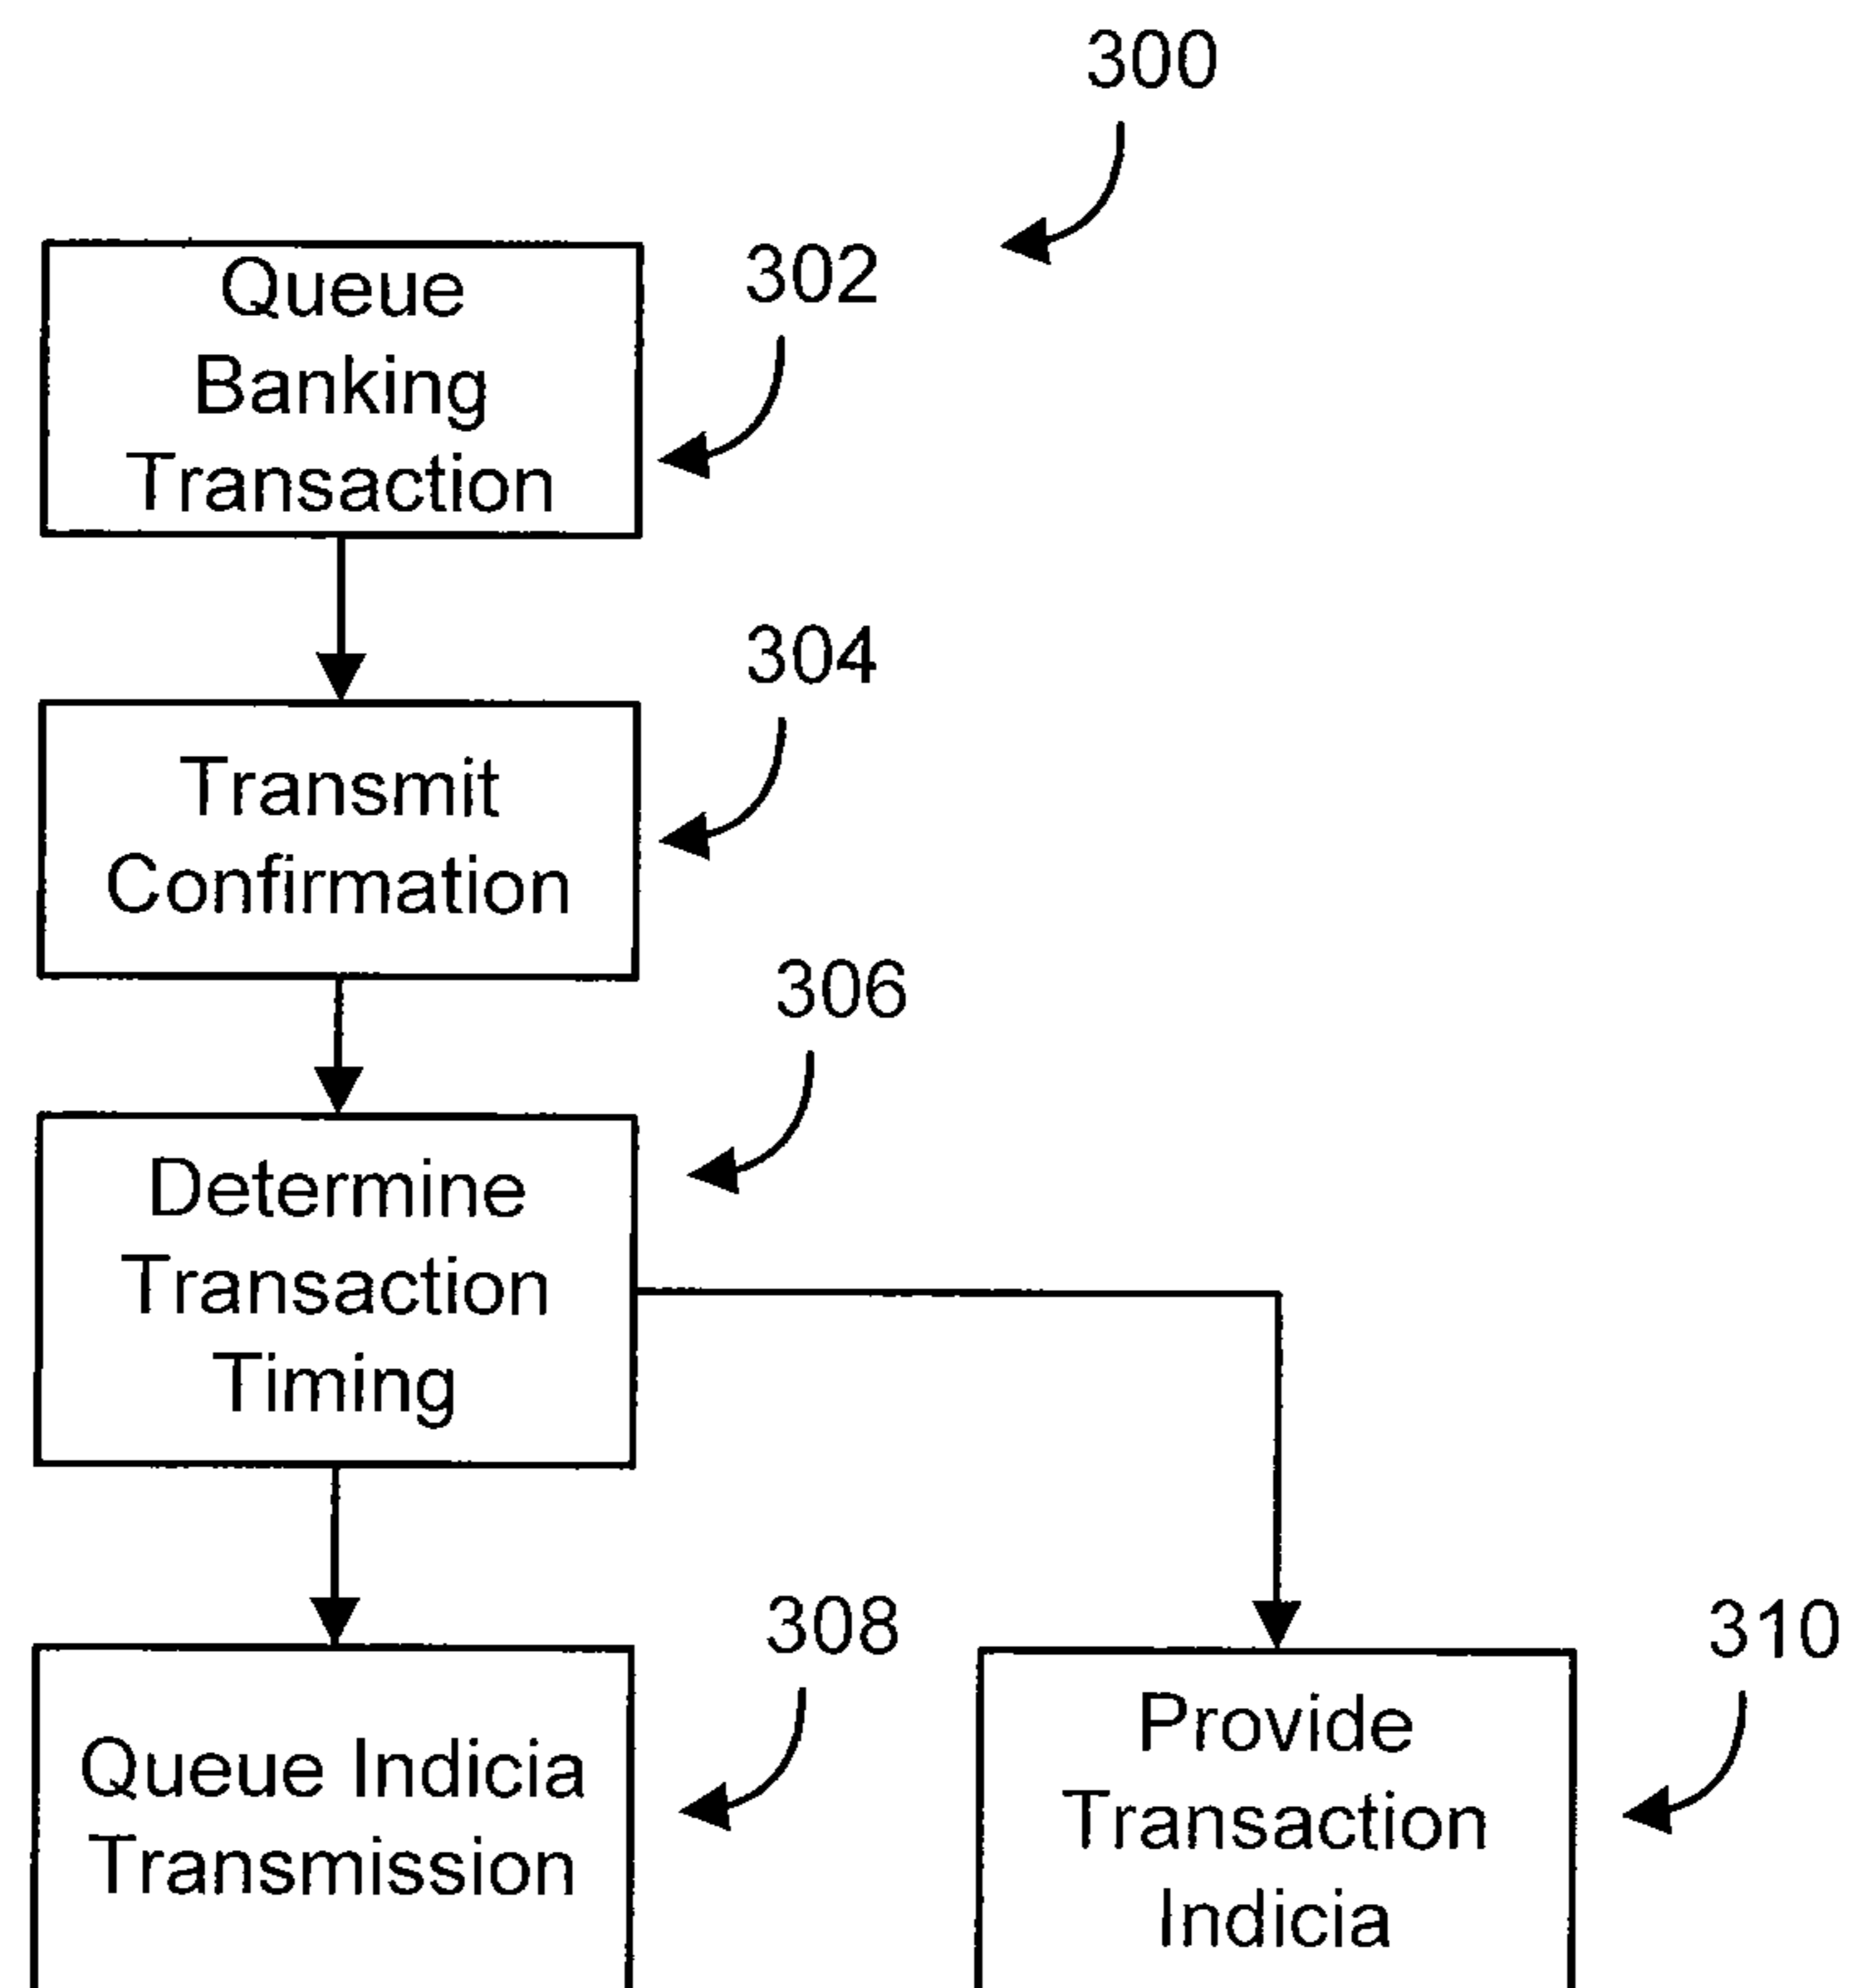 300
302
Queue
Banking
Transaction
304
Transmit
Confirmation
306
Determine
Transaction
Timing
308
Queue Indicia
Transmission
310
Provide
Transaction
Indicia